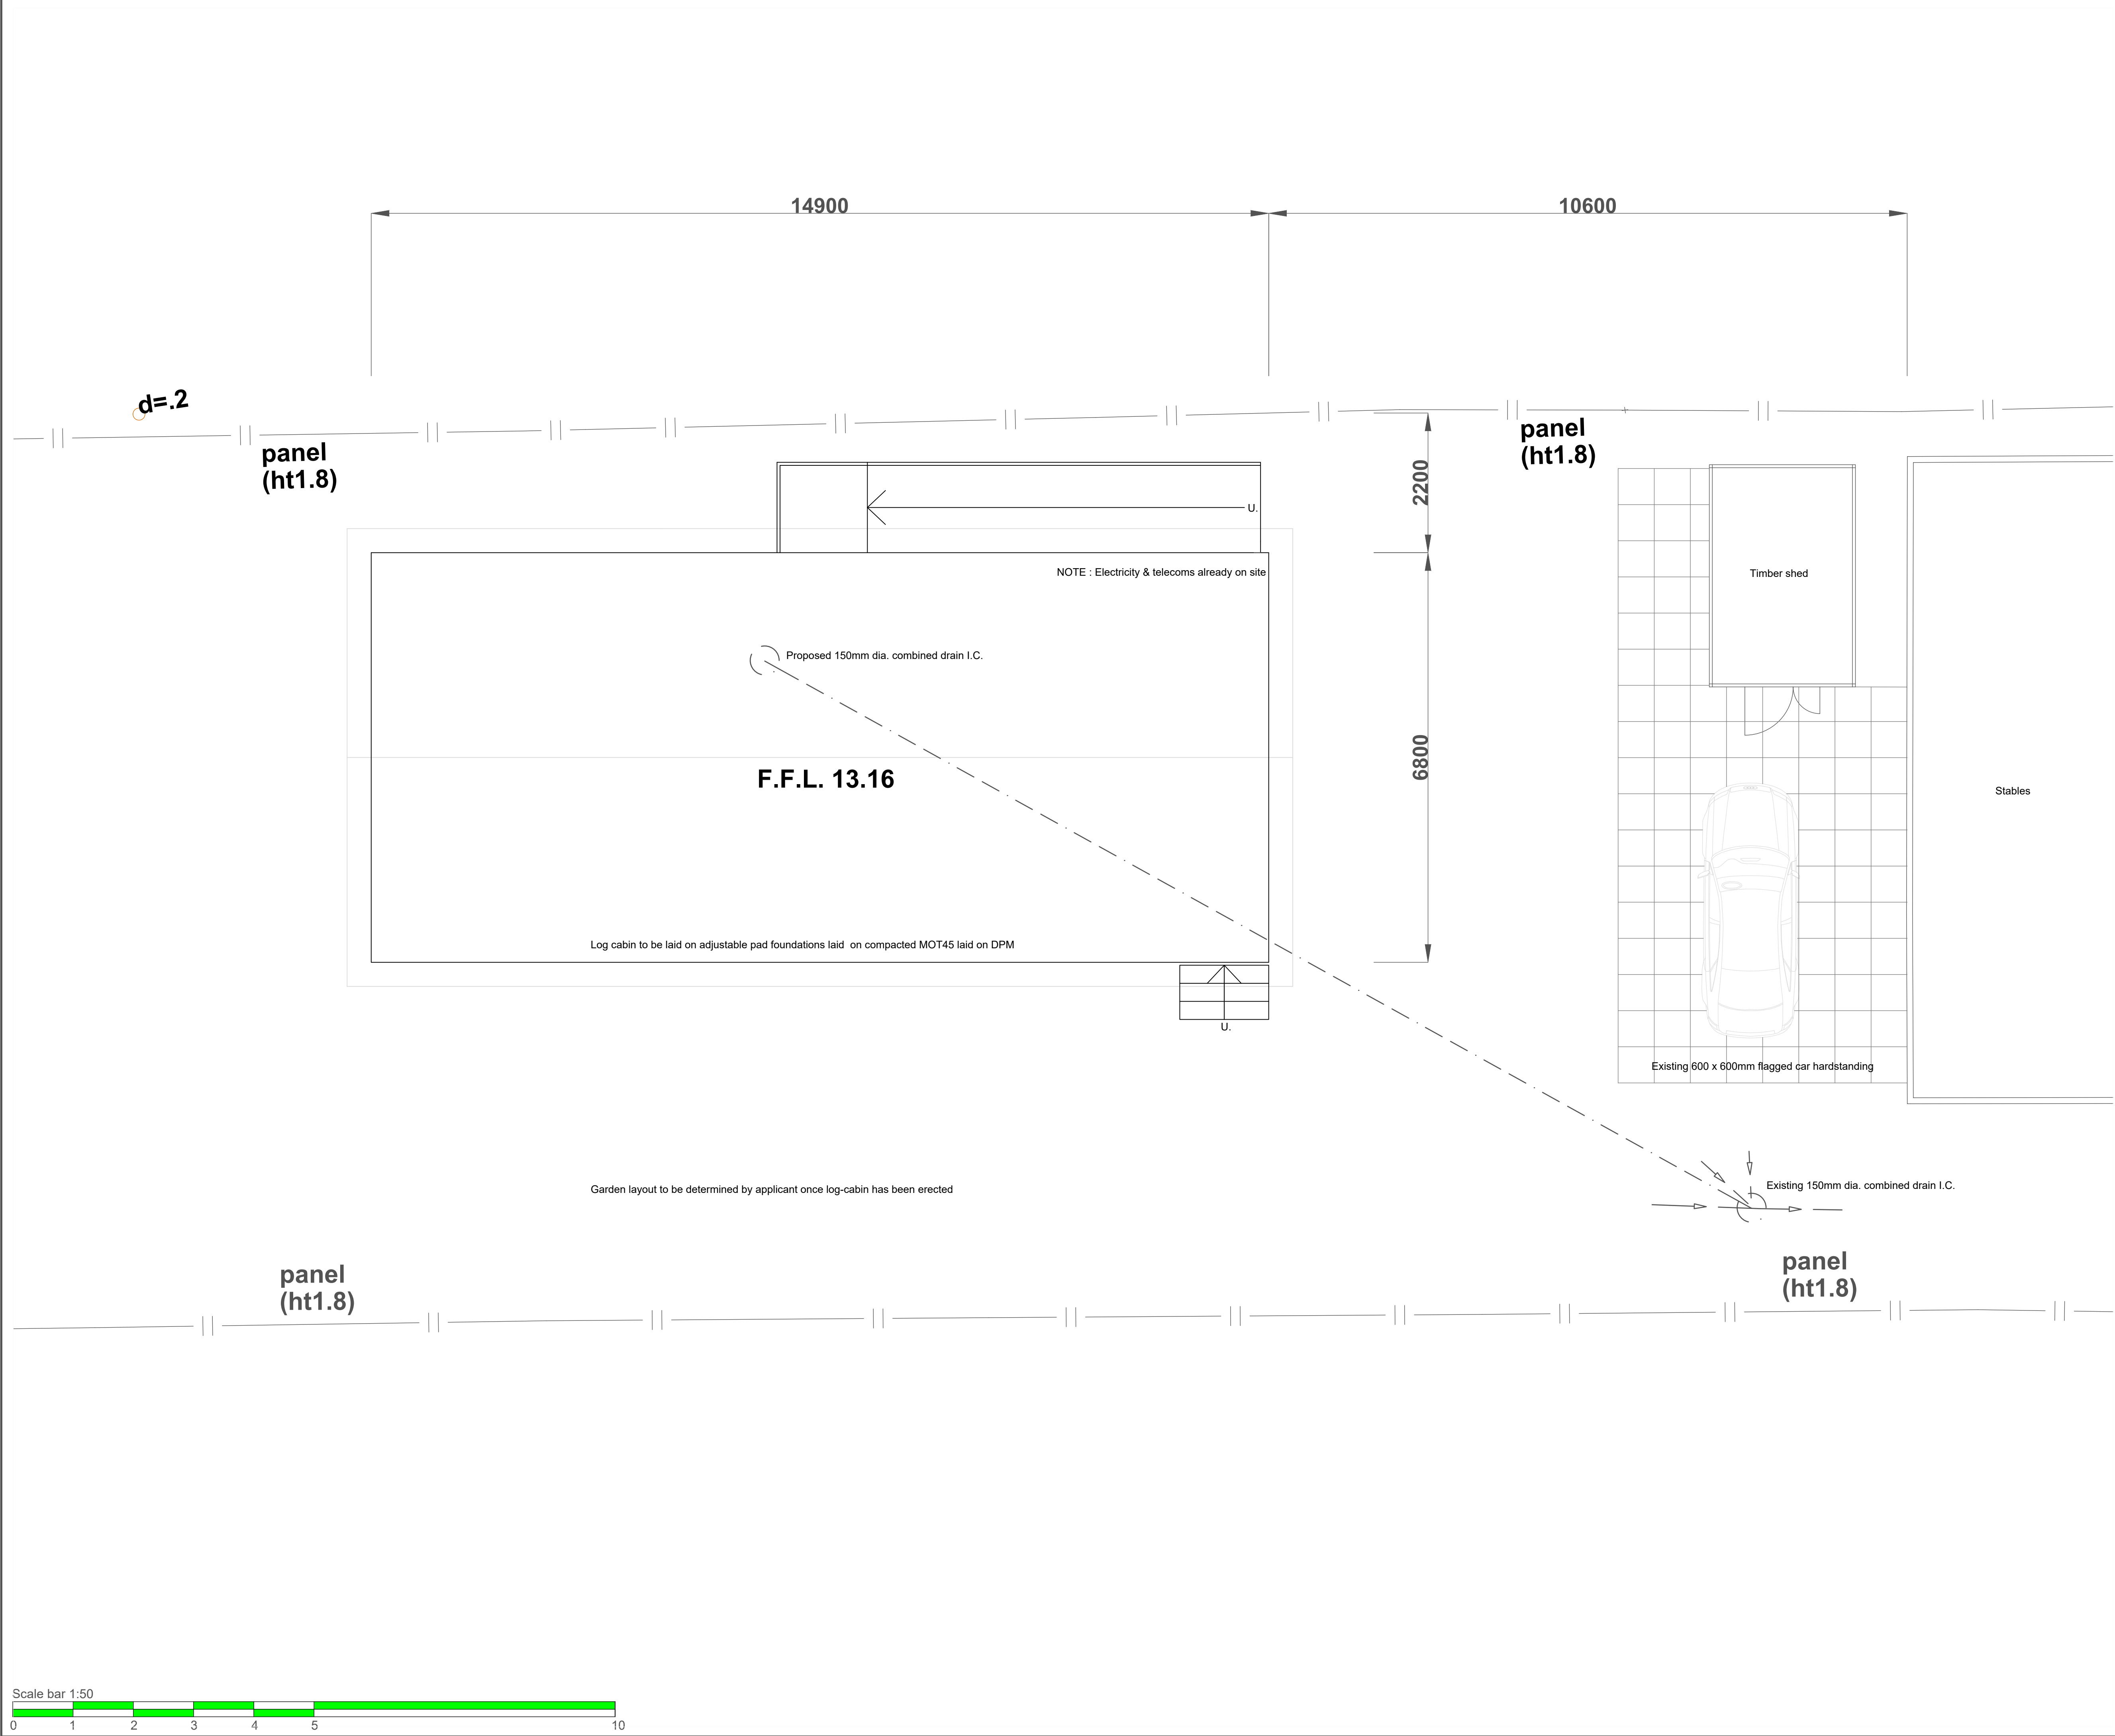 14900
10600
d=.2
panel
(ht1.8)
panel
(ht1.8)
2200
U.
NOTE : Electricity & telecoms already on site
Timber shed
Proposed 150mm dia. combined drain I.C.
6800
F.F.L. 13.16
Stables
Log cabin to be laid on adjustable pad foundations laid  on compacted MOT45 laid on DPM
U.
Existing 600 x 600mm flagged car hardstanding
Garden layout to be determined by applicant once log-cabin has been erected
Existing 150mm dia. combined drain I.C.
panel
(ht1.8)
panel
(ht1.8)
Scale bar 1:50
0 1 2 3 4 5 10